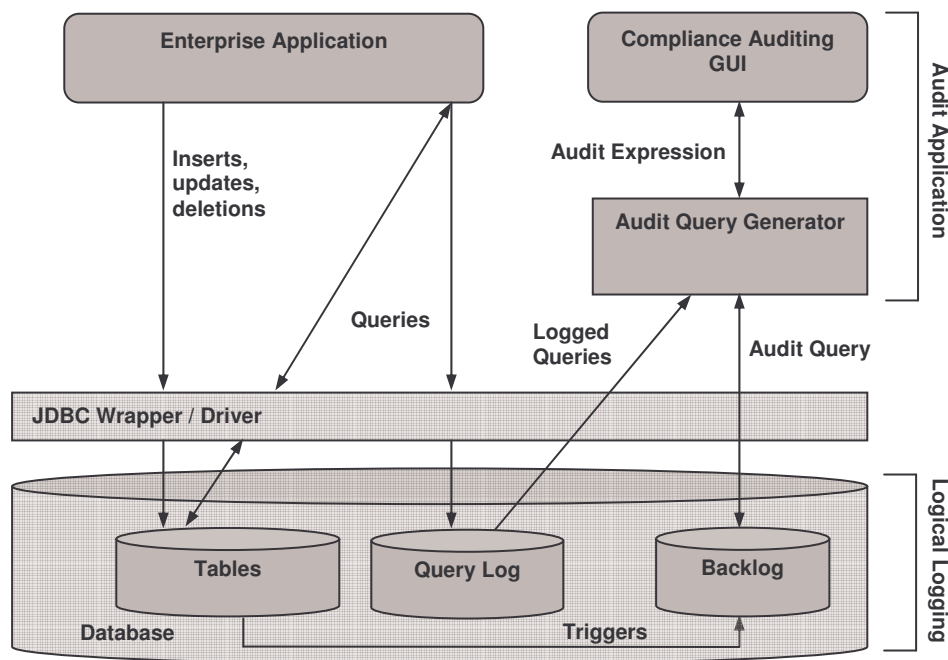 Enterprise Application
Compliance Auditing
GUI
Audit Application
Inserts,
updates,
deletions
Audit Expression
Audit Query Generator
Queries
Logged
Queries
Audit Query
JDBC Wrapper / Driver
Logical Logging
Tables
Query Log
Backlog
Database
Triggers